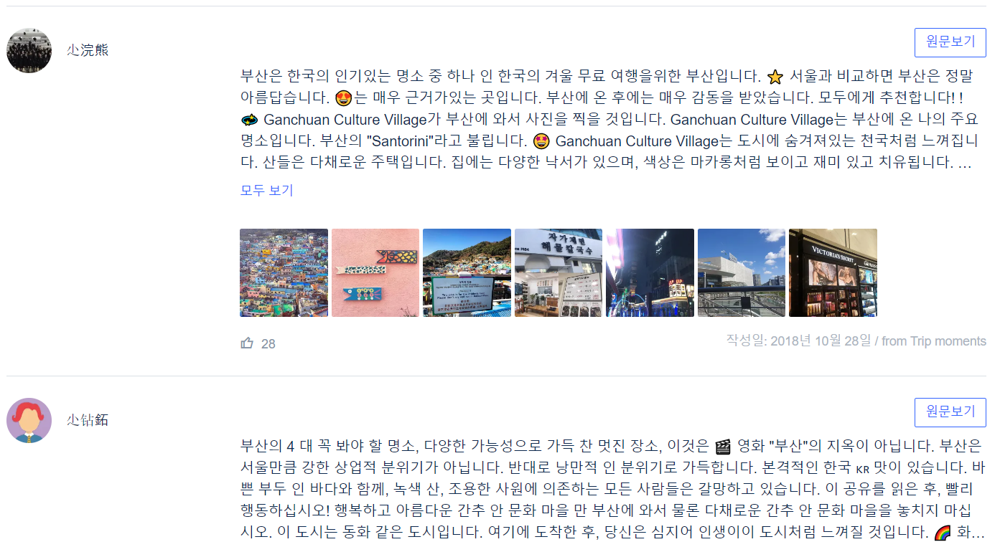 尐浣熊
원문보기
부산은 한국의 인기있는 명소 중 하나 인 한국의 겨울 무료 여행을위한 부산입니다. ⭐ 서울과 비교하면 부산은 정말
아름답습니다. 😍는 매우 근거가있는 곳입니다. 부산에 온 후에는 매우 감동을 받았습니다. 모두에게 추천합니다! !
💫 Ganchuan Culture Village가 부산에 와서 사진을 찍을 것입니다. Ganchuan Culture Village는 부산에 온 나의 주요
명소입니다. 부산의 "Santorini"라고 불립니다. 🤩 Ganchuan Culture Village는 도시에 숨겨져있는 천국처럼 느껴집니
다. 산들은 다채로운 주택입니다. 집에는 다양한 낙서가 있으며, 색상은 마카롱처럼 보이고 재미 있고 치유됩니다. ...
모두 보기
자가제면
해물칼국수
VICTORIA'S SECRET
28
작성일: 2018년 10월 28일 / from Trip moments
尐钻鉐
원문보기
부산의 4 대 꼭 봐야 할 명소, 다양한 가능성으로 가득 찬 멋진 장소, 이것은 🎬 영화 "부산"의 지옥이 아닙니다. 부산은
서울만큼 강한 상업적 분위기가 아닙니다. 반대로 낭만적 인 분위기로 가득합니다. 본격적인 한국 🇰🇷 맛이 있습니다. 바
쁜 부두 인 바다와 함께, 녹색 산, 조용한 사원에 의존하는 모든 사람들은 갈망하고 있습니다. 이 공유를 읽은 후, 빨리
행동하십시오! 행복하고 아름다운 간추 안 문화 마을 만 부산에 와서 물론 다채로운 간추 안 문화 마을을 놓치지 마십
시오. 이 도시는 동화 같은 도시입니다. 여기에 도착한 후, 당신은 심지어 인생이이 도시처럼 느껴질 것입니다. 🌈 화...